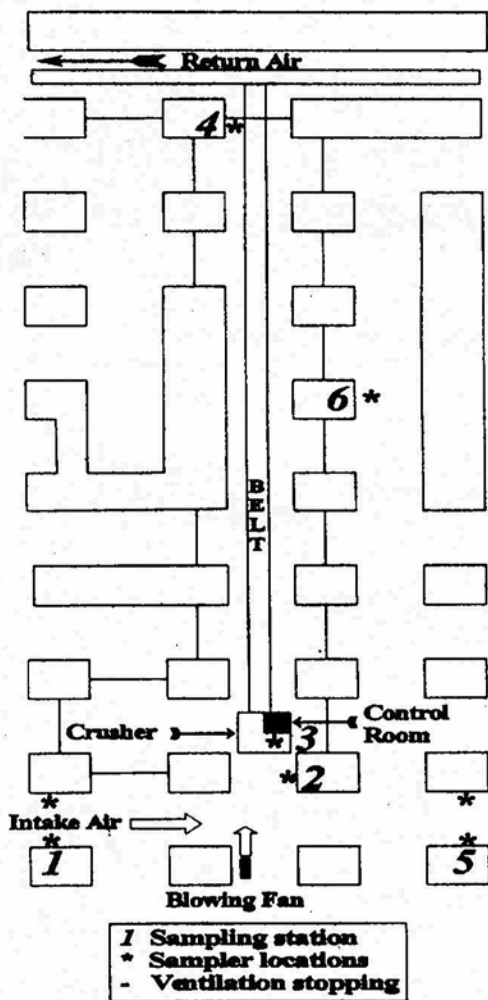 Return Air
4 *
6 *
BELT
Crusher
Control
Room
* 3
* 2
*
*
Intake Air
*
1
*
5
Blowing Fan
1 Sampling station
* Sampler locations
- Ventilation stopping